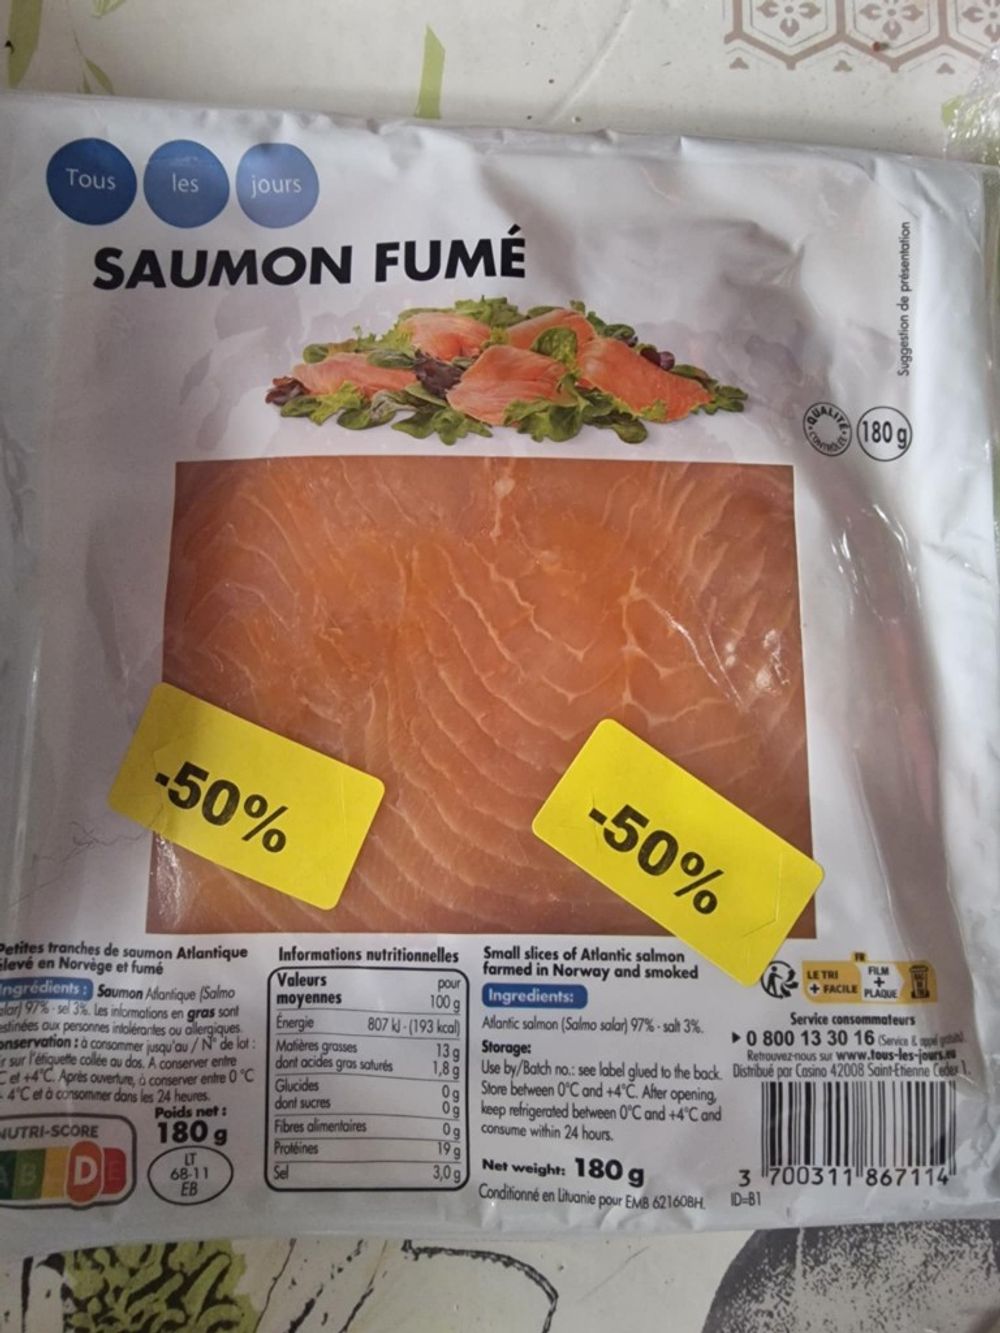 Tous les jours
SAUMON FUMÉ
Suggestion de présentation
QUALITÉ CONTRÔLÉE
180 g
-50%
-50%
Petites tranches de saumon Atlantique
élevé en Norvège et fumé
Ingrédients : Saumon Atlantique (Salmo
salar) 97% - sel 3%. Les informations en gras sont
destinées aux personnes intolérantes ou allergiques.
Conservation : à consommer jusqu'au / N° de lot :
sur l'étiquette collée au dos. A conserver entre
et +4°C. Après ouverture, à conserver entre 0°C
4°C et à consommer dans les 24 heures.
Poids net :
180 g
NUTRI-SCORE
A B D E
LT
68-11
EB
Informations nutritionnelles
Valeurs moyennes pour 100 g
Énergie 807 kJ - (193 kcal)
Matières grasses 13 g
dont acides gras saturés 1,8 g
Glucides 0 g
dont sucres 0 g
Fibres alimentaires 0 g
Protéines 19 g
Sel 3,0 g
Small slices of Atlantic salmon
farmed in Norway and smoked
Ingredients:
Atlantic salmon (Salmo salar) 97% - salt 3%.
Storage:
Use by/Batch no.: see label glued to the back.
Store between 0°C and +4°C. After opening,
keep refrigerated between 0°C and +4°C and
consume within 24 hours.
Net weight: 180 g
Conditionné en Lituanie pour EMB 62160BH.
FR
LE TRI
+ FACILE
FILM
+
PLAQUE
Service consommateurs
0 800 13 30 16 (Service & appel gratuits)
Retrouvez-nous sur www.tous-les-jours.eu
Distribué par Casino 42008 Saint-Etienne Cedex 1.
3 700311 867114
ID=B1